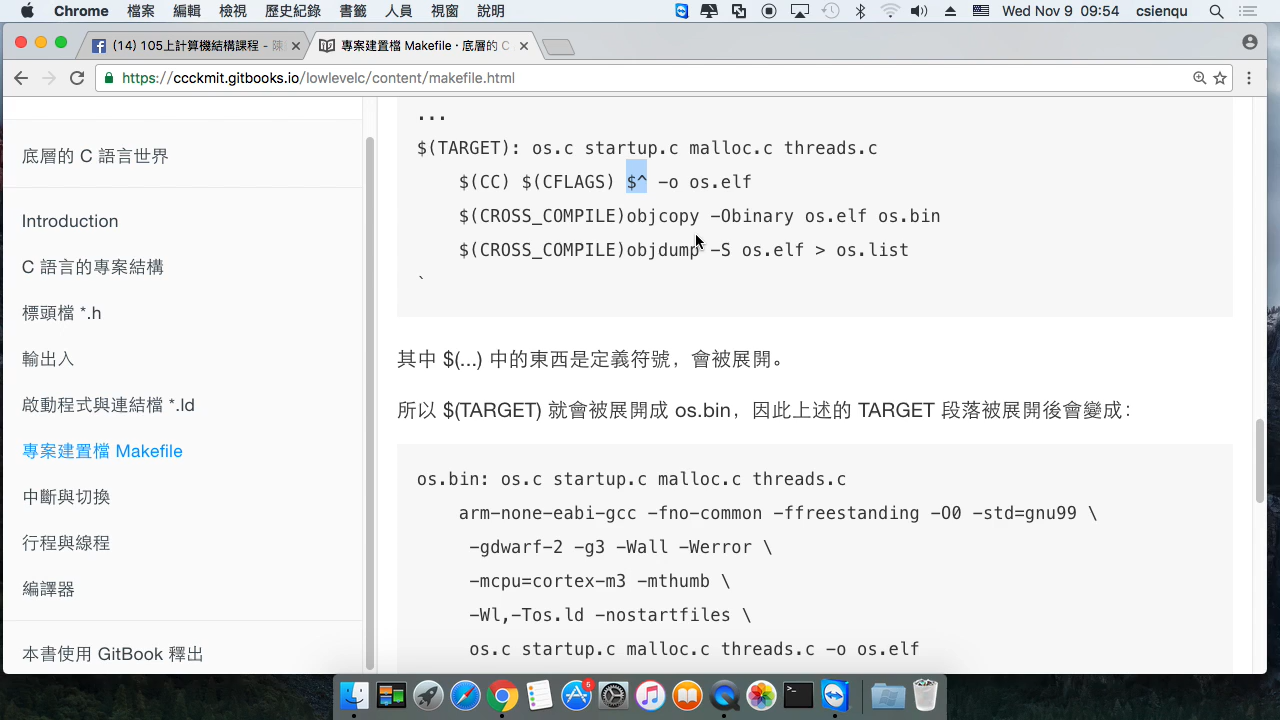 Chrome 檔案 編輯 檢視 歷史紀錄 書籤 人員 視窗 說明 Wed Nov 9 09:54 csienqu
(14) 105上計算機結構課程 - 陳
專案建置檔 Makefile · 底層的 C
https://ccckmit.gitbooks.io/lowlevelc/content/makefile.html
底層的 C 語言世界
Introduction
C 語言的專案結構
標頭檔 *.h
輸出入
啟動程式與連結檔 *.ld
專案建置檔 Makefile
中斷與切換
行程與線程
編譯器
本書使用 GitBook 釋出
...
$(TARGET): os.c startup.c malloc.c threads.c
$(CC) $(CFLAGS) $^ -o os.elf
$(CROSS_COMPILE)objcopy -Obinary os.elf os.bin
$(CROSS_COMPILE)objdump -S os.elf > os.list
`
其中 $(...) 中的東西是定義符號，會被展開。
所以 $(TARGET) 就會被展開成 os.bin，因此上述的 TARGET 段落被展開後會變成：
os.bin: os.c startup.c malloc.c threads.c
arm-none-eabi-gcc -fno-common -ffreestanding -O0 -std=gnu99 \
-gdwarf-2 -g3 -Wall -Werror \
-mcpu=cortex-m3 -mthumb \
-Wl,-Tos.ld -nostartfiles \
os.c startup.c malloc.c threads.c -o os.elf
6